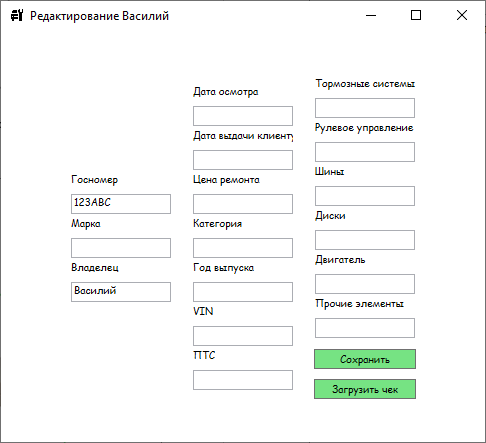 Редактирование Василий
Госномер
123АВС
Марка
Владелец
Василий
Дата осмотра
Дата выдачи клиенту
Цена ремонта
Категория
Год выпуска
VIN
ПТС
Тормозные системы
Рулевое управление
Шины
Диски
Двигатель
Прочие элементы
Сохранить
Загрузить чек